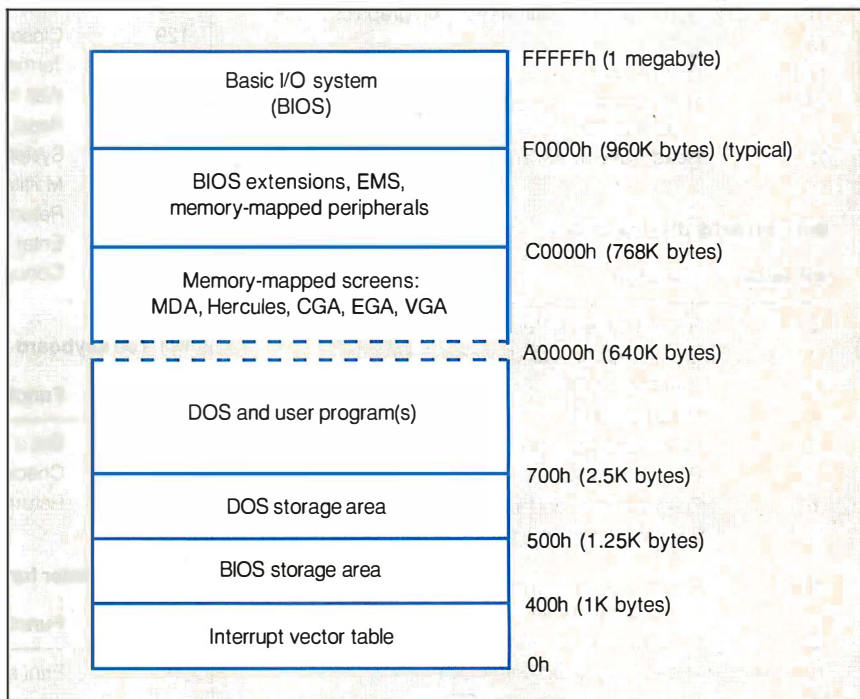 FFFFFh (1 megabyte)
Basic I/O system
(BIOS)
F0000h (960K bytes) (typical)
BIOS extensions, EMS,
memory-mapped peripherals
C0000h (768K bytes)
Memory-mapped screens:
MDA, Hercules, CGA, EGA, VGA
A0000h (640K bytes)
DOS and user program(s)
700h (2.5K bytes)
DOS storage area
500h (1.25K bytes)
BIOS storage area
400h (1K bytes)
Interrupt vector table
0h